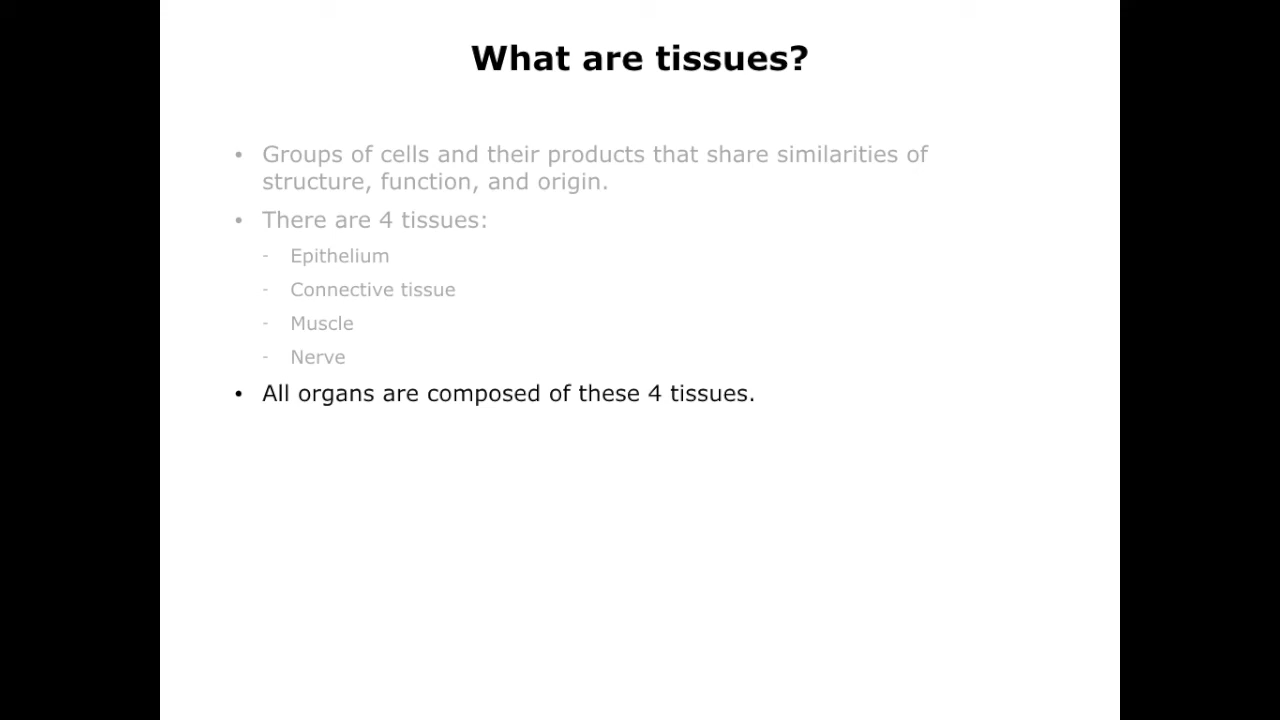 What are tissues?
• Groups of cells and their products that share similarities of
structure, function, and origin.
• There are 4 tissues:
- Epithelium
- Connective tissue
- Muscle
- Nerve
• All organs are composed of these 4 tissues.